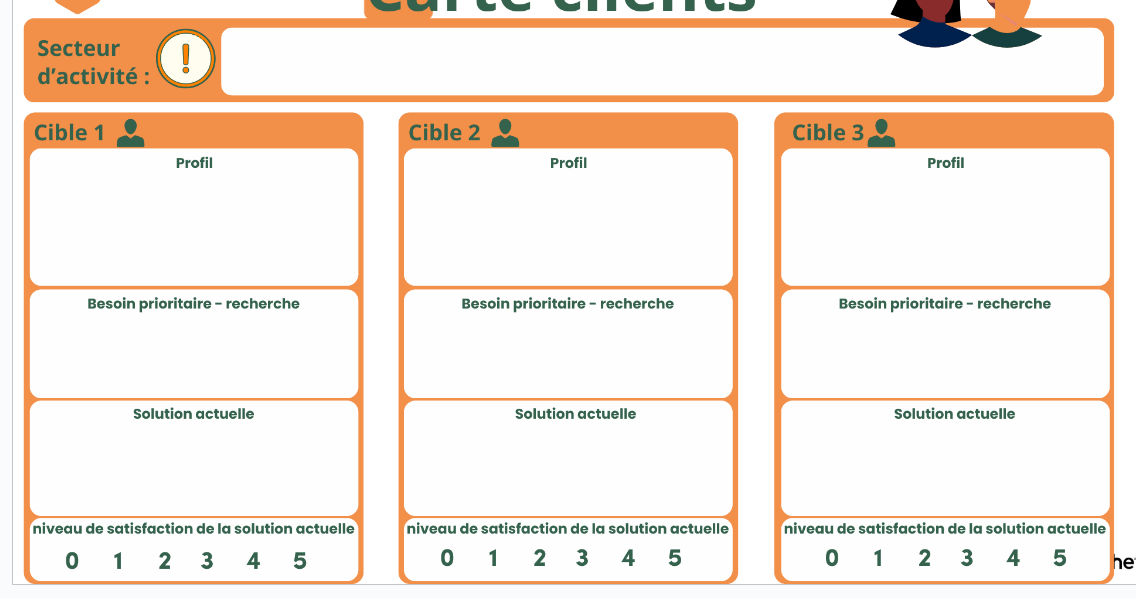 Carte clients
Secteur
d'activité :
!
Cible 1
Profil
Besoin prioritaire - recherche
Solution actuelle
niveau de satisfaction de la solution actuelle
0 1 2 3 4 5
Cible 2
Profil
Besoin prioritaire - recherche
Solution actuelle
niveau de satisfaction de la solution actuelle
0 1 2 3 4 5
Cible 3
Profil
Besoin prioritaire - recherche
Solution actuelle
niveau de satisfaction de la solution actuelle
0 1 2 3 4 5